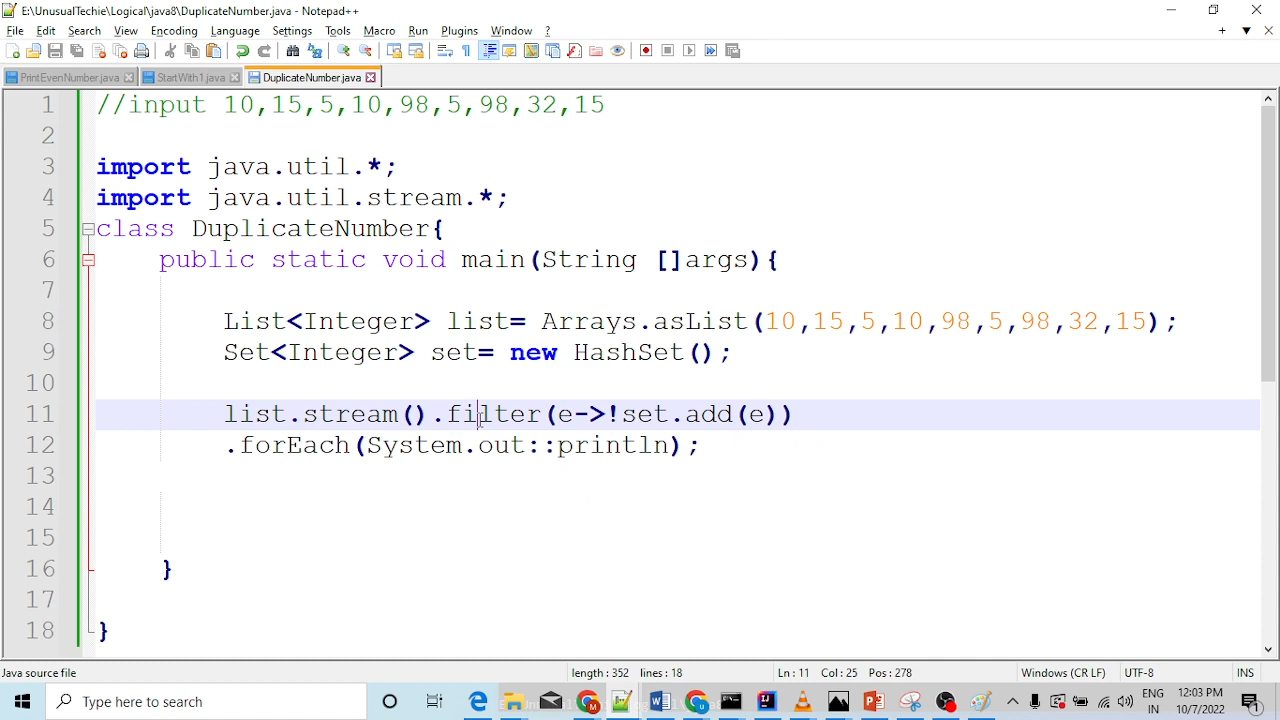 E:\UnusualTechie\Logical\java8\DuplicateNumber.java - Notepad++
File Edit Search View Encoding Language Settings Tools Macro Run Plugins Window ?
PrintEvenNumber.java StartWith1.java DuplicateNumber.java
1 //input 10,15,5,10,98,5,98,32,15
2
3 import java.util.*;
4 import java.util.stream.*;
5 class DuplicateNumber{
6 public static void main(String []args){
7
8 List<Integer> list= Arrays.asList(10,15,5,10,98,5,98,32,15);
9 Set<Integer> set= new HashSet();
10
11 list.stream().filter(e->!set.add(e))
12 .forEach(System.out::println);
13
14
15
16 }
17
18 }
Java source file length : 352 lines : 18 Ln : 11 Col : 25 Pos : 278 Windows (CR LF) UTF-8 INS
Type here to search
ENG
IN
12:03 PM
10/7/2022